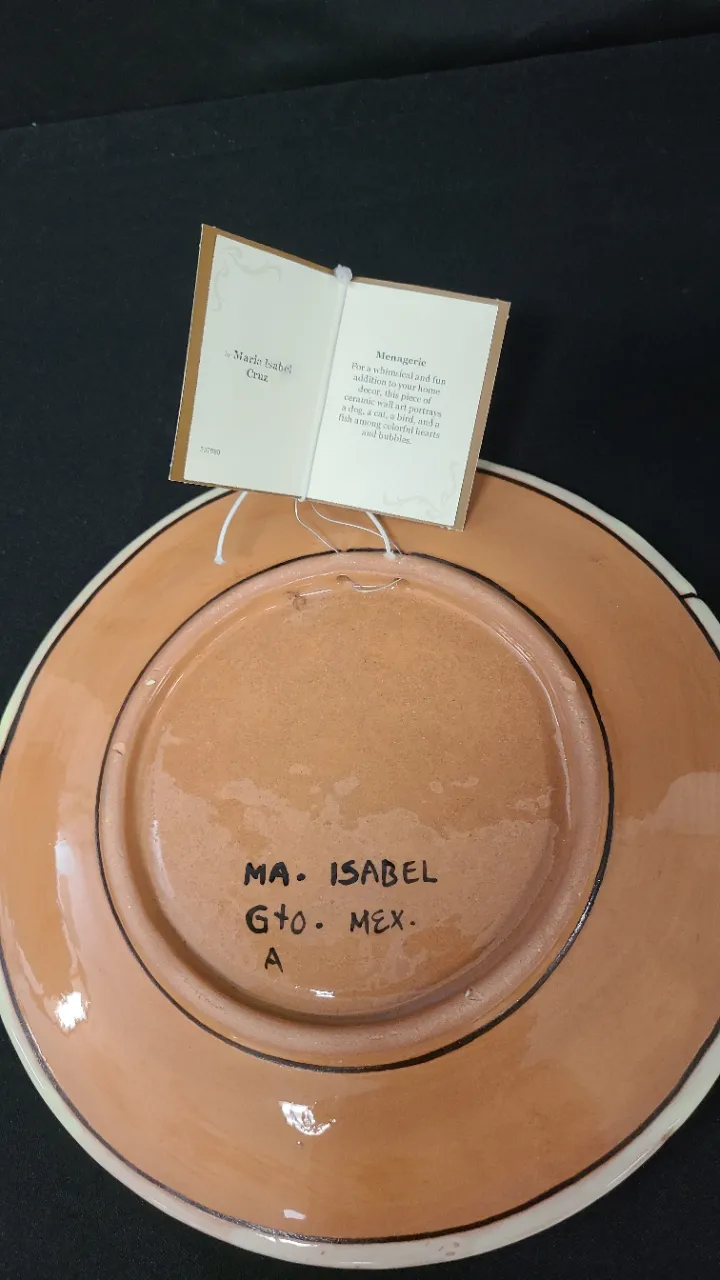 by Maria Isabel
Cruz
Menagerie
For a whimsical and fun
addition to your home
decor, this piece of
ceramic wall art portrays
a dog, a cat, a bird, and a
fish among colorful hearts
and bubbles.
MA. ISABEL
Gto. MEX.
A